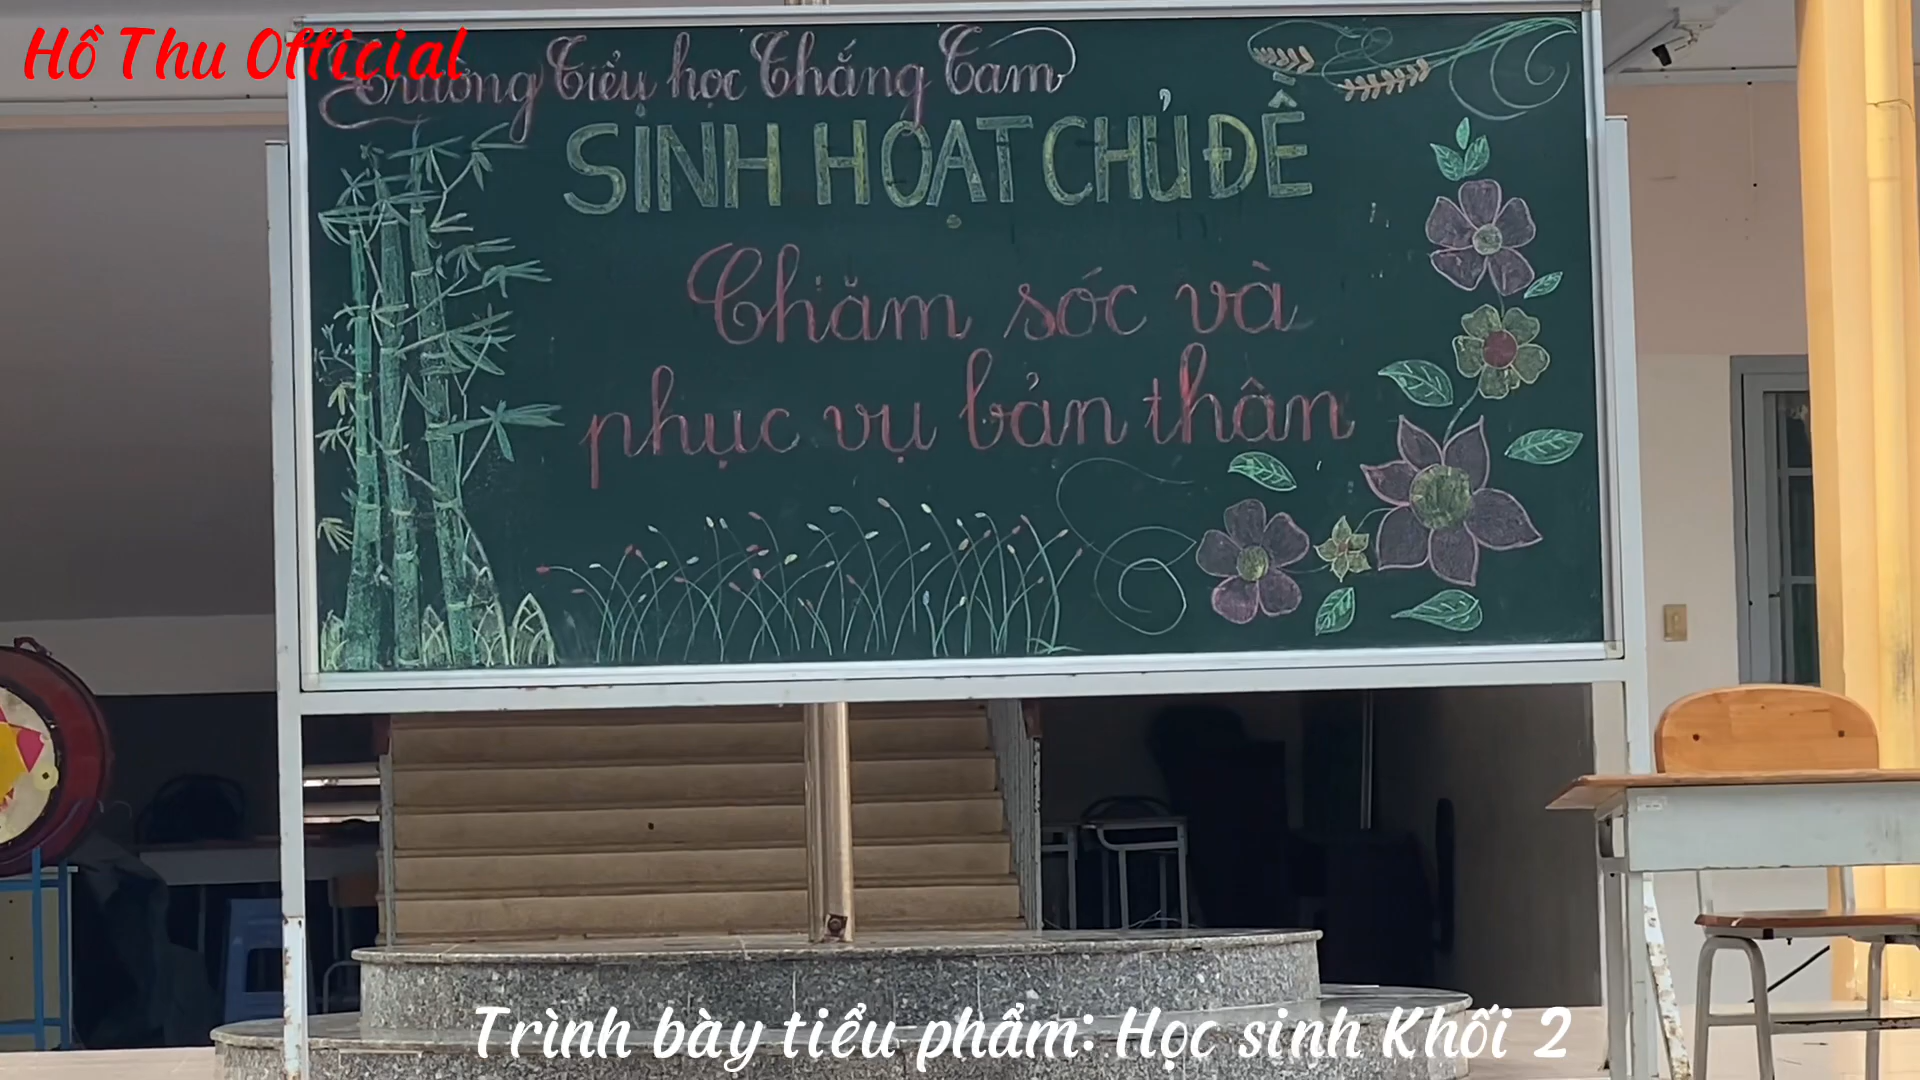 Hồ Thu Official
Trường Tiểu học Thắng Tam
SINH HOẠT CHỦ ĐỀ
Chăm sóc và
phục vụ bản thân
Trình bày tiểu phẩm: Học sinh Khối 2